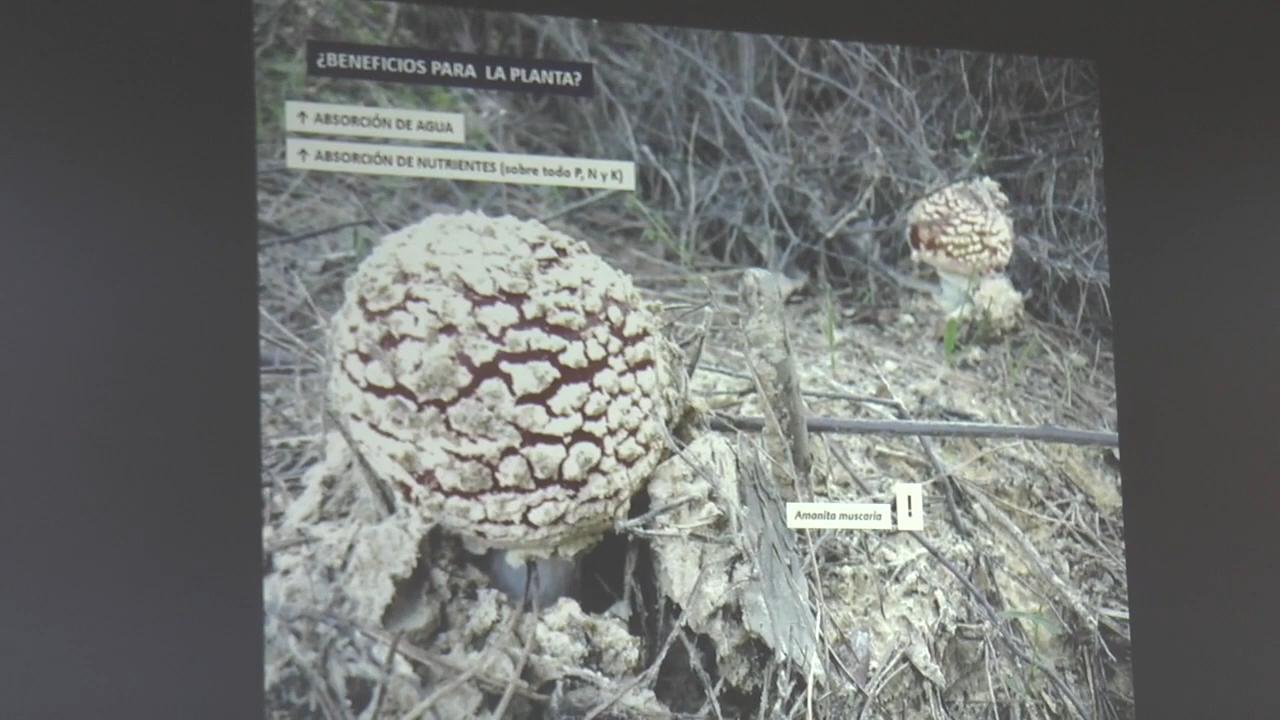 ¿BENEFICIOS PARA LA PLANTA?
↑ ABSORCIÓN DE AGUA
↑ ABSORCIÓN DE NUTRIENTES (sobre todo P, N y K)
Amanita muscaria !